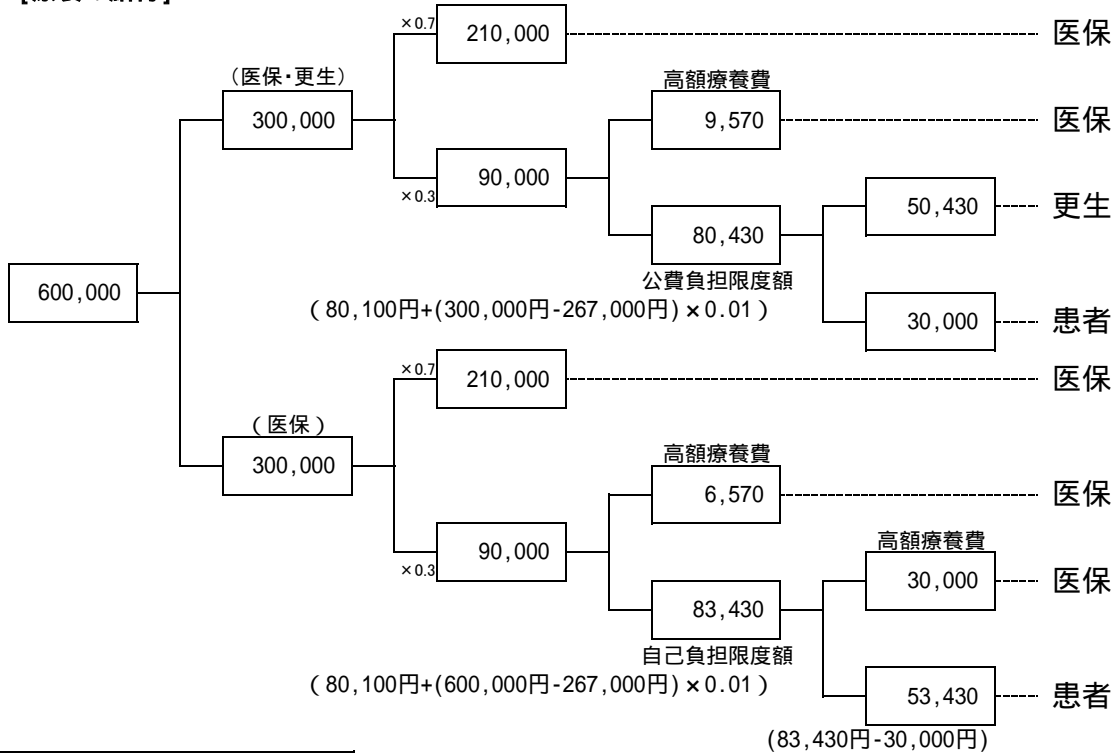 ×0.7 210,000 医保
(医保・更生)
300,000
高額療養費
9,570 医保
×0.3 90,000
50,430 更生
80,430
公費負担限度額
600,000
(80,100円+(300,000円-267,000円)×0.01)
30,000 患者
×0.7 210,000 医保
(医保)
300,000
高額療養費
6,570 医保
×0.3 90,000
高額療養費
30,000 医保
83,430
自己負担限度額
(80,100円+(600,000円-267,000円)×0.01)
53,430 患者
(83,430円-30,000円)